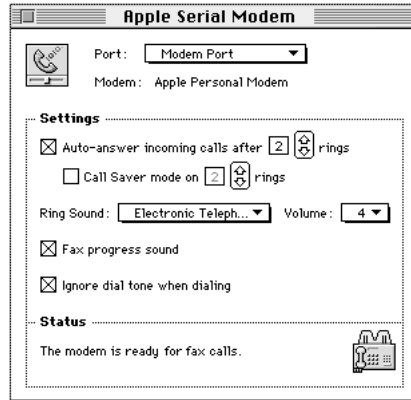 Apple Serial Modem
Port: Modem Port
Modem: Apple Personal Modem
Settings
Auto-answer incoming calls after 2 rings
Call Saver mode on 2 rings
Ring Sound: Electronic Teleph... Volume: 4
Fax progress sound
Ignore dial tone when dialing
Status
The modem is ready for fax calls.